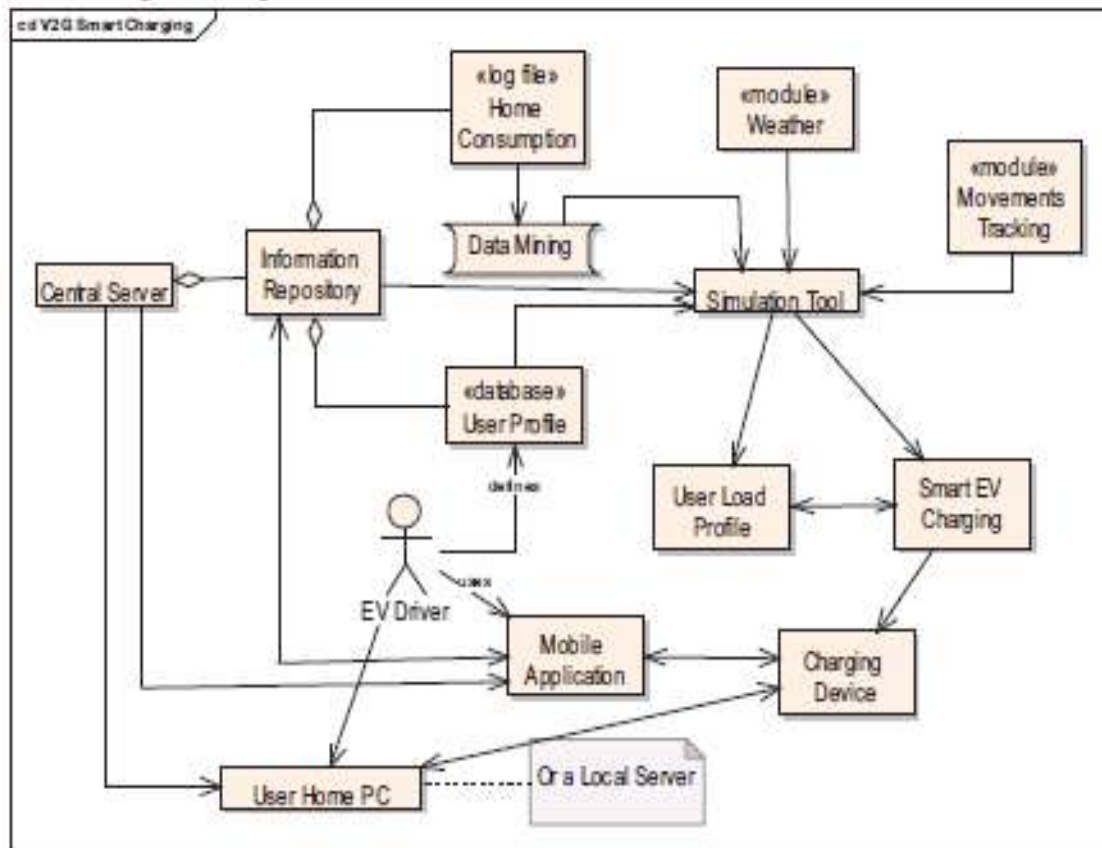 cd V2G Smart Charging
«log file»
Home
Consumption
«module»
Weather
«module»
Movements
Tracking
Data Mining
Information
Repository
Central Server
Simulation Tool
«database»
User Profile
defines
User Load
Profile
Smart EV
Charging
uses
EV Driver
Mobile
Application
Charging
Device
User Home PC
Or a Local Server